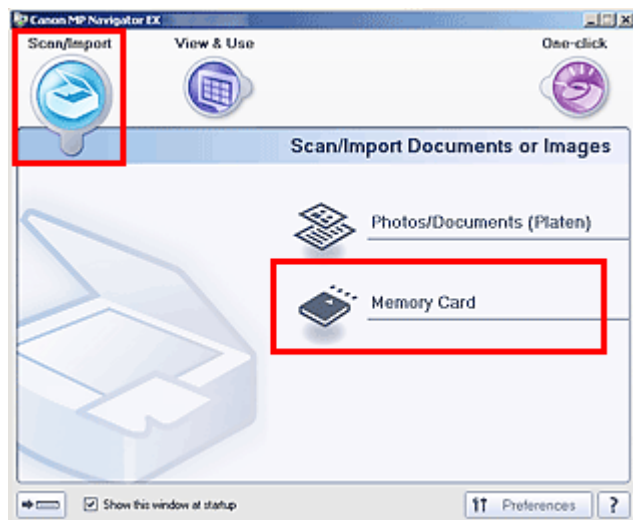 Canon MP Navigator EX
Scan/Import View & Use One-click
Scan/Import Documents or Images
Photos/Documents (Platen)
Memory Card
Show this window at startup Preferences ?